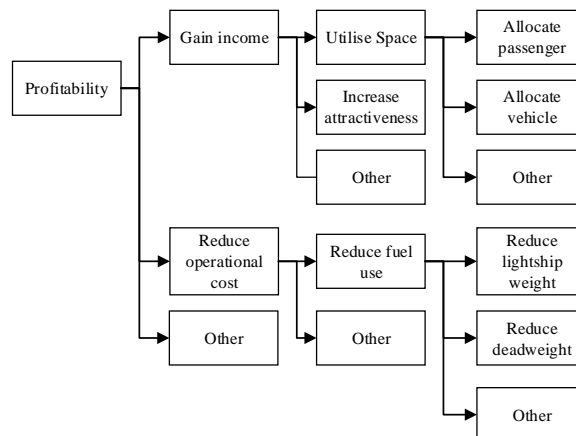 Profitability
Gain income
Utilise Space
Allocate
passenger
Increase
attractiveness
Allocate
vehicle
Other
Other
Reduce
operational
cost
Reduce fuel
use
Reduce
lightship
weight
Other
Other
Reduce
deadweight
Other